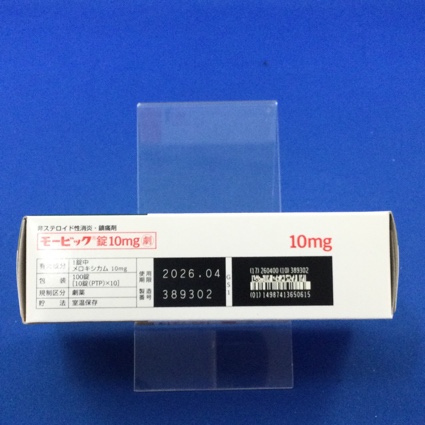 非ステロイド性消炎・鎮痛剤
モービック®錠10mg 劇
10mg
有効成分 1錠中 メロキシカム 10mg
包装 100錠 [10錠(PTP)×10]
規制区分 劇薬
貯法 室温保存
使用期限 2026.04
製造番号 389302
GS1
(17) 260400 (10) 389302
(01) 14987413650615